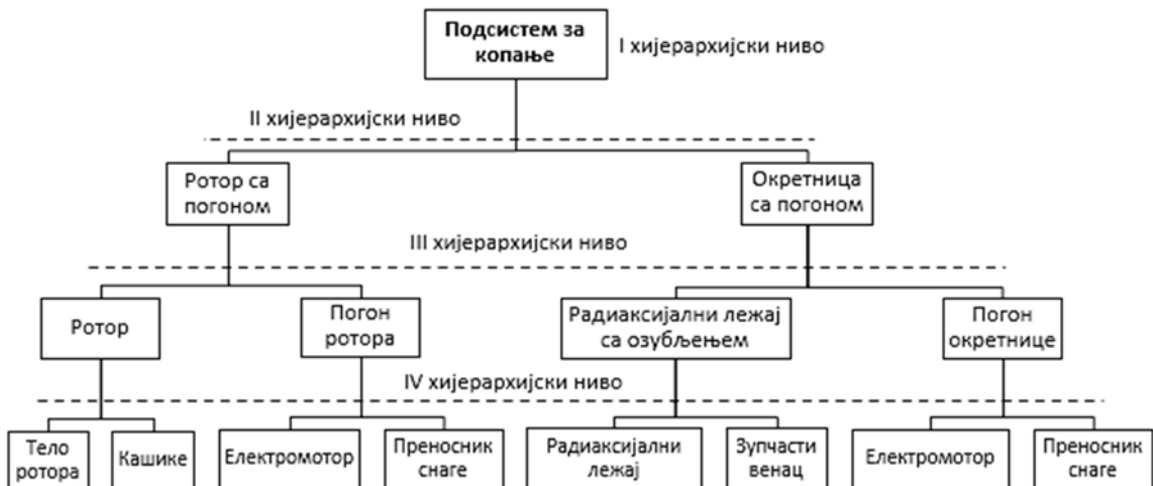 Подсистем за
копање
I хијерархијски ниво
II хијерархијски ниво
Ротор са
погоном
Окретница
са погоном
III хијерархијски ниво
Ротор
Погон
ротора
Радиаксијални лежај
са озубљењем
Погон
окретнице
IV хијерархијски ниво
Тело
ротора
Кашике
Електромотор
Преносник
снаге
Радиаксијални
лежај
Зупчасти
венац
Електромотор
Преносник
снаге